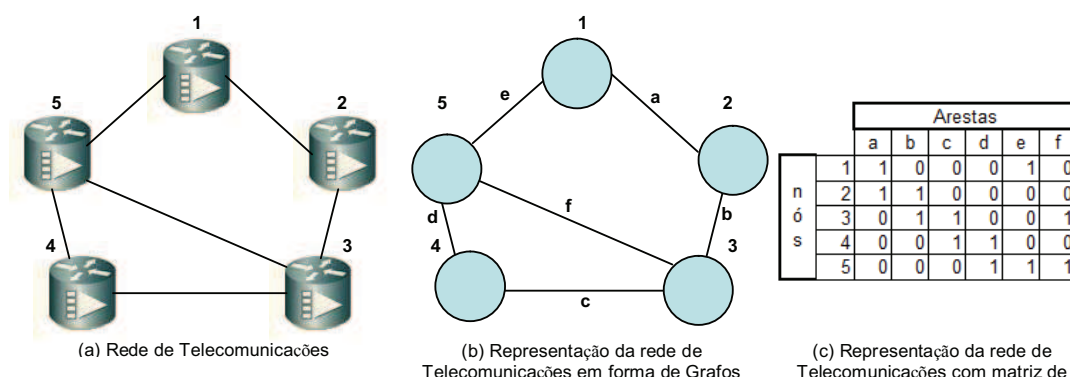 1
5
2
4
3
(a) Rede de Telecomunicações
1
5
e
a
2
f
d
b
4
3
c
(b) Representação da rede de
Telecomunicações em forma de Grafos
Arestas
a b c d e f
nós
1 1 0 0 0 1 0
2 1 1 0 0 0 0
3 0 1 1 0 0 1
4 0 0 1 1 0 0
5 0 0 0 1 1 1
(c) Representação da rede de
Telecomunicações com matriz de